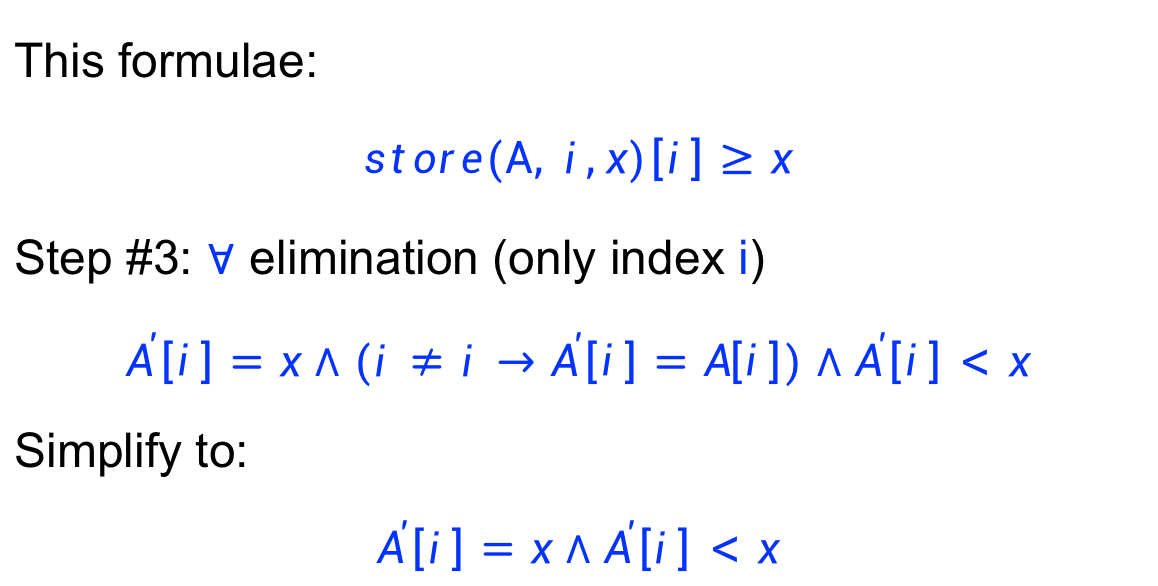 This formulae:
store(A, i,x)[i] ≥ x
Step #3: ∀ elimination (only index i)
A′[i] = x ∧ (i ≠ i → A′[i] = A[i]) ∧ A′[i] < x
Simplify to:
A′[i] = x ∧ A′[i] < x